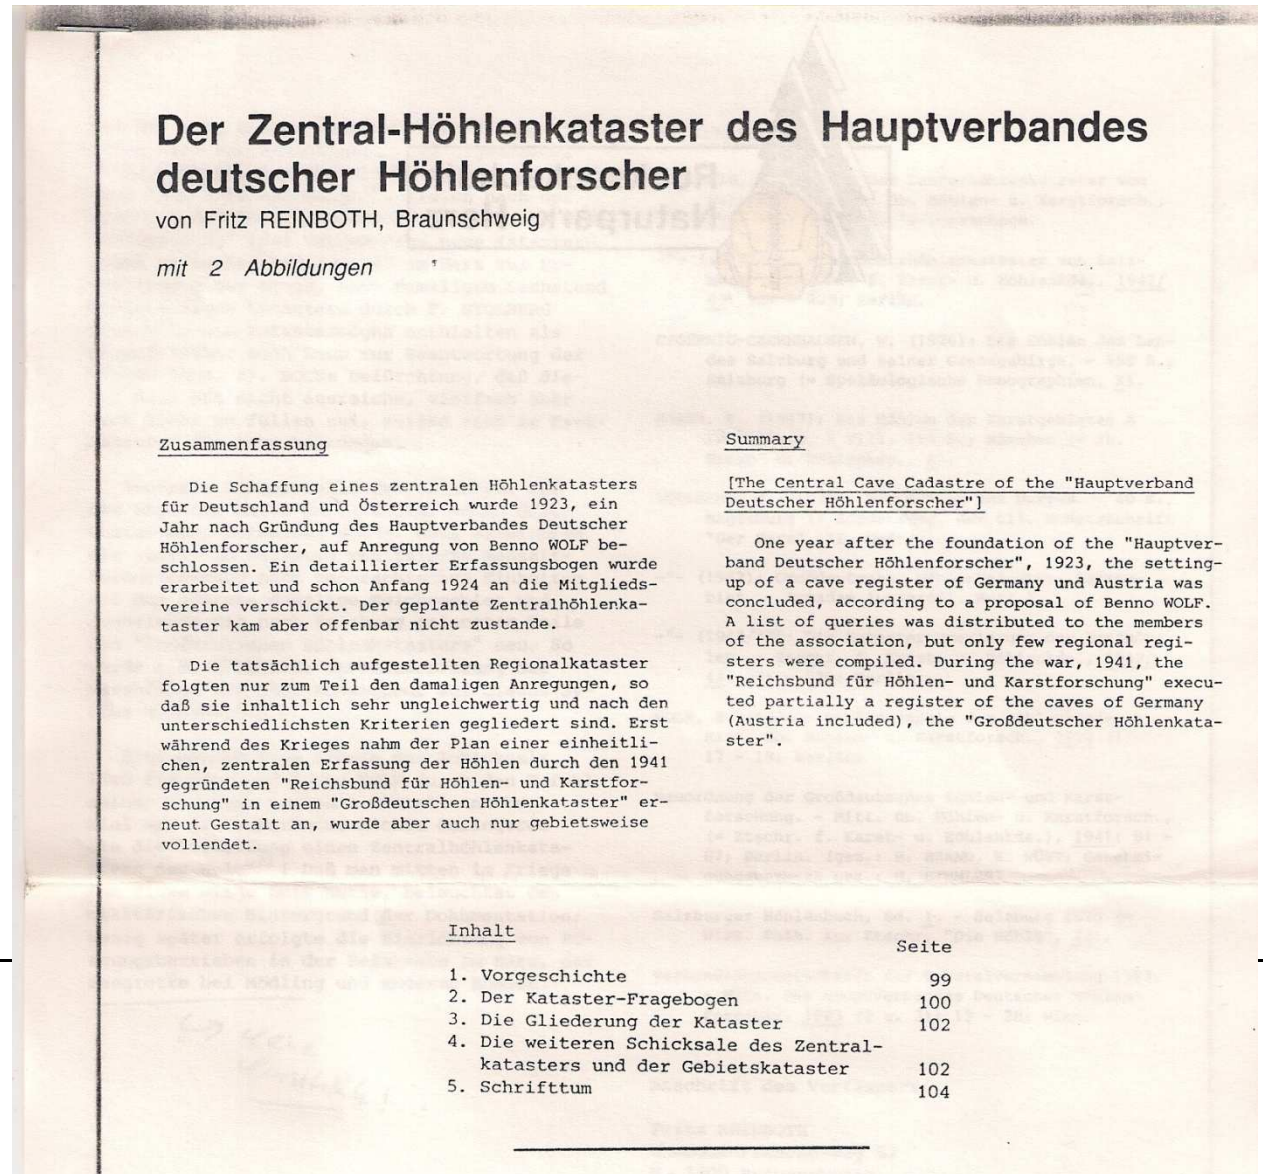 Der Zentral-Höhlenkataster des Hauptverbandes
deutscher Höhlenforscher
von Fritz REINBOTH, Braunschweig
mit 2 Abbildungen
Zusammenfassung
Die Schaffung eines zentralen Höhlenkatasters
für Deutschland und Österreich wurde 1923, ein
Jahr nach Gründung des Hauptverbandes Deutscher
Höhlenforscher, auf Anregung von Benno WOLF be-
schlossen. Ein detaillierter Erfassungsbogen wurde
erarbeitet und schon Anfang 1924 an die Mitglieds-
vereine verschickt. Der geplante Zentralhöhlenka-
taster kam aber offenbar nicht zustande.
Die tatsächlich aufgestellten Regionalkataster
folgten nur zum Teil den damaligen Anregungen, so
daß sie inhaltlich sehr ungleichwertig und nach den
unterschiedlichsten Kriterien gegliedert sind. Erst
während des Krieges nahm der Plan einer einheitli-
chen, zentralen Erfassung der Höhlen durch den 1941
gegründeten "Reichsbund für Höhlen- und Karstfor-
schung" in einem "Großdeutschen Höhlenkataster" er-
neut Gestalt an, wurde aber auch nur gebietsweise
vollendet.
Summary
[The Central Cave Cadastre of the "Hauptverband
Deutscher Höhlenforscher"]
One year after the foundation of the "Hauptver-
band Deutscher Höhlenforscher", 1923, the setting-
up of a cave register of Germany und Austria was
concluded, according to a proposal of Benno WOLF.
A list of queries was distributed to the members
of the association, but only few regional regi-
sters were compiled. During the war, 1941, the
"Reichsbund für Höhlen- und Karstforschung" execu-
ted partially a register of the caves of Germany
(Austria included), the "Großdeutscher Höhlenkata-
ster".
Inhalt
Seite
1. Vorgeschichte 99
2. Der Kataster-Fragebogen 100
3. Die Gliederung der Kataster 102
4. Die weiteren Schicksale des Zentral-
katasters und der Gebietskataster 102
5. Schrifttum 104